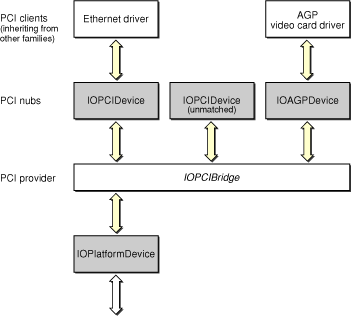 PCI clients
(inheriting from
other families)
Ethernet driver
AGP
video card driver
PCI nubs
IOPCIDevice
IOPCIDevice
(unmatched)
IOAGPDevice
PCI provider
IOPCIBridge
IOPlatformDevice